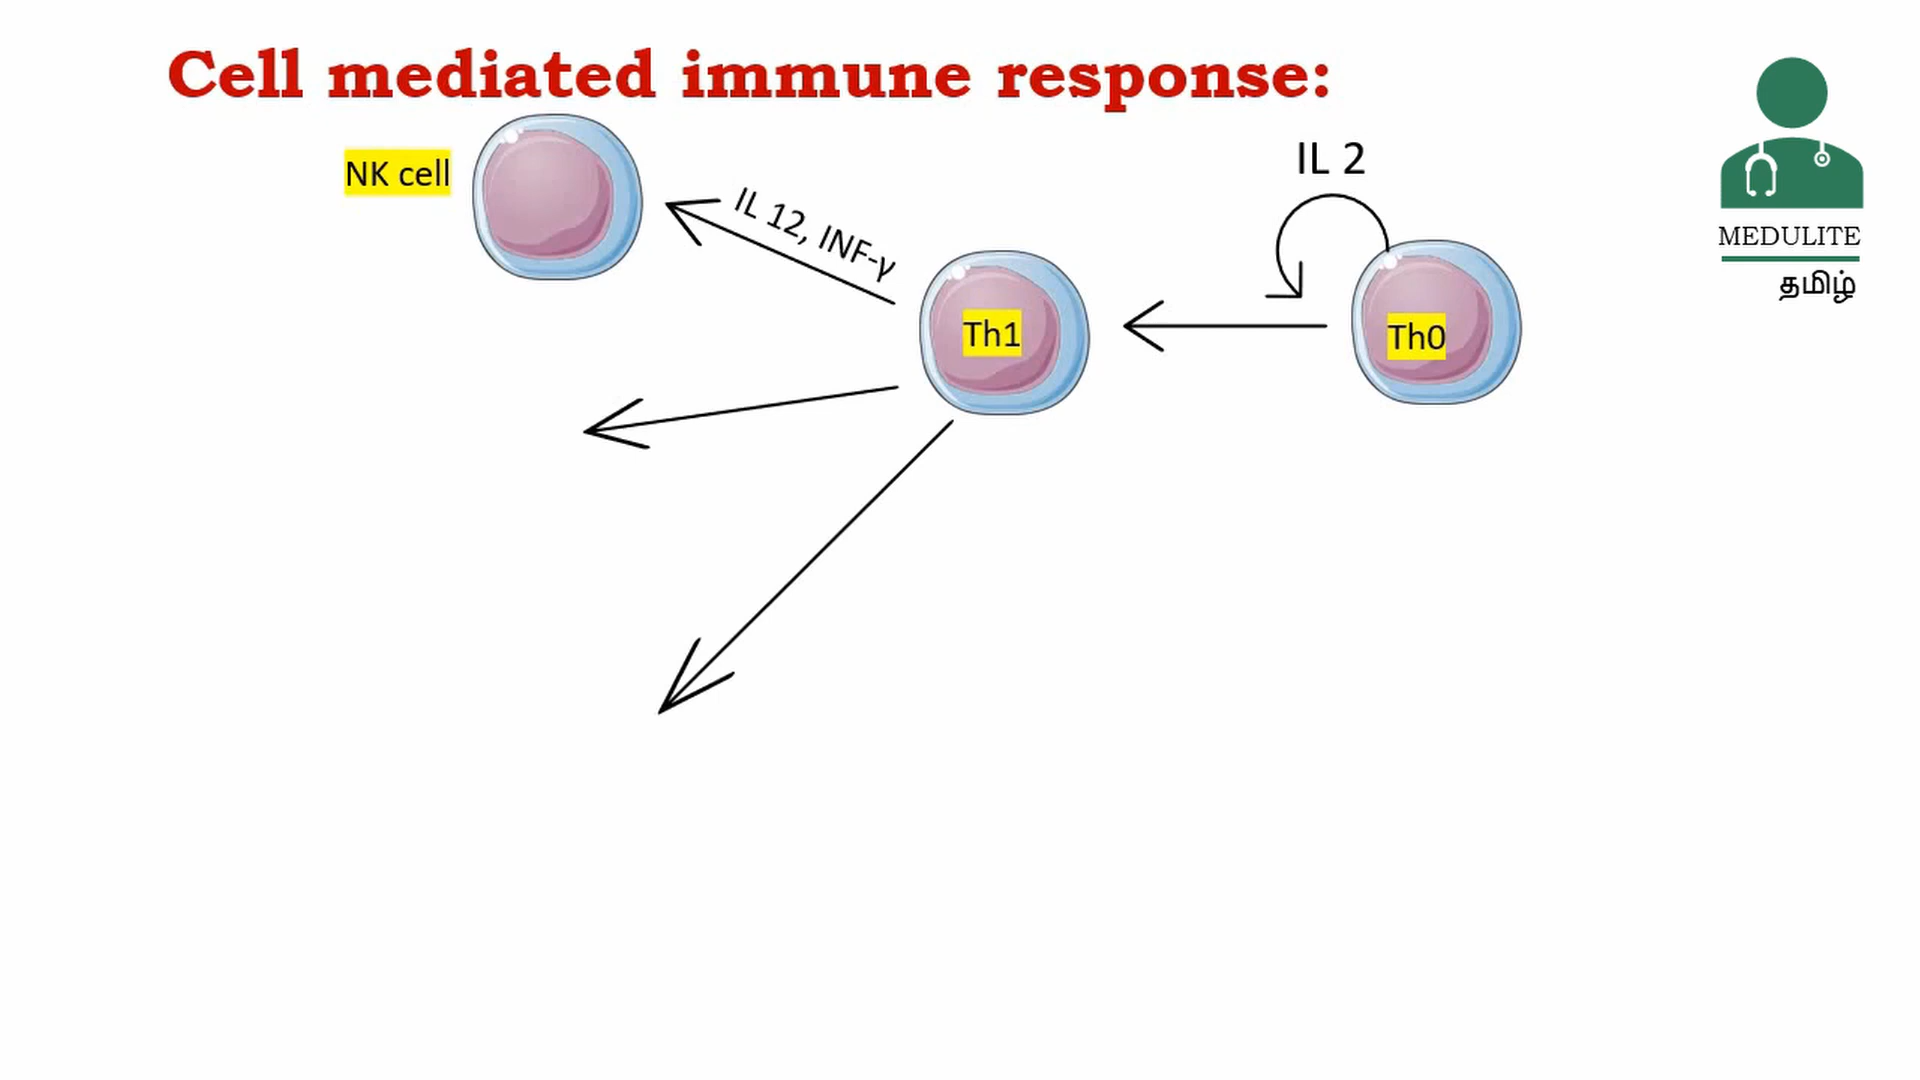 Cell mediated immune response:
NK cell
IL 12, INF-γ
IL 2
Th1
Th0
MEDULITE
தமிழ்